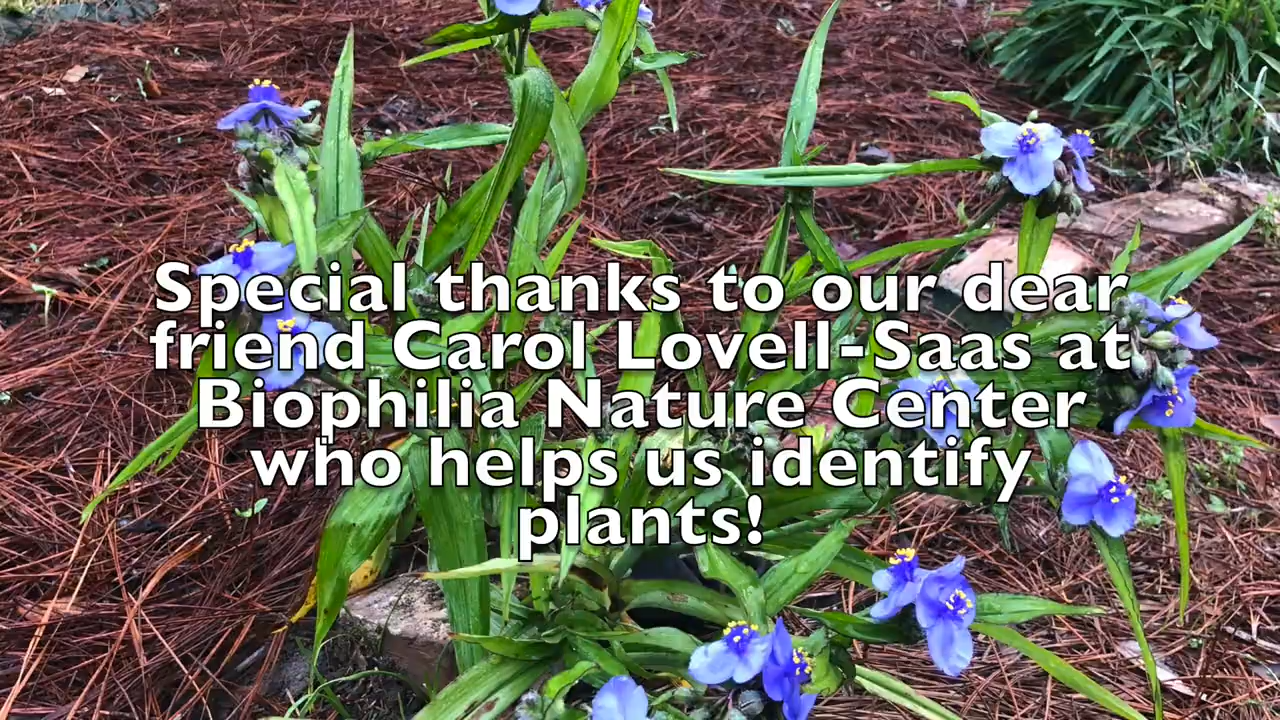 Special thanks to our dear
friend Carol Lovell-Saas at
Biophilia Nature Center
who helps us identify
plants!